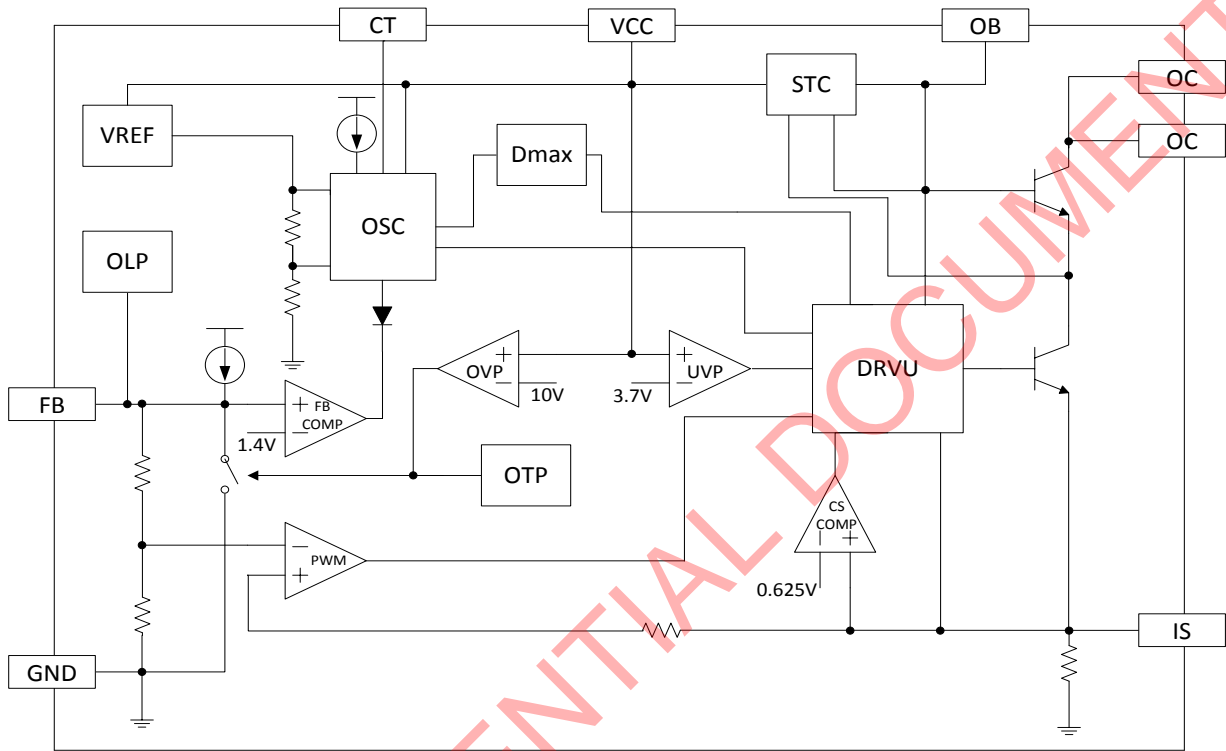 CT
VCC
OB
OC
STC
VREF
OC
Dmax
OSC
OLP
OVP
+
−
10V
+
−
UVP
3.7V
DRVU
FB
+
−
FB
COMP
1.4V
OTP
CS
COMP
−
+
0.625V
−
+
PWM
IS
GND
ENTIAL DOCUMENT